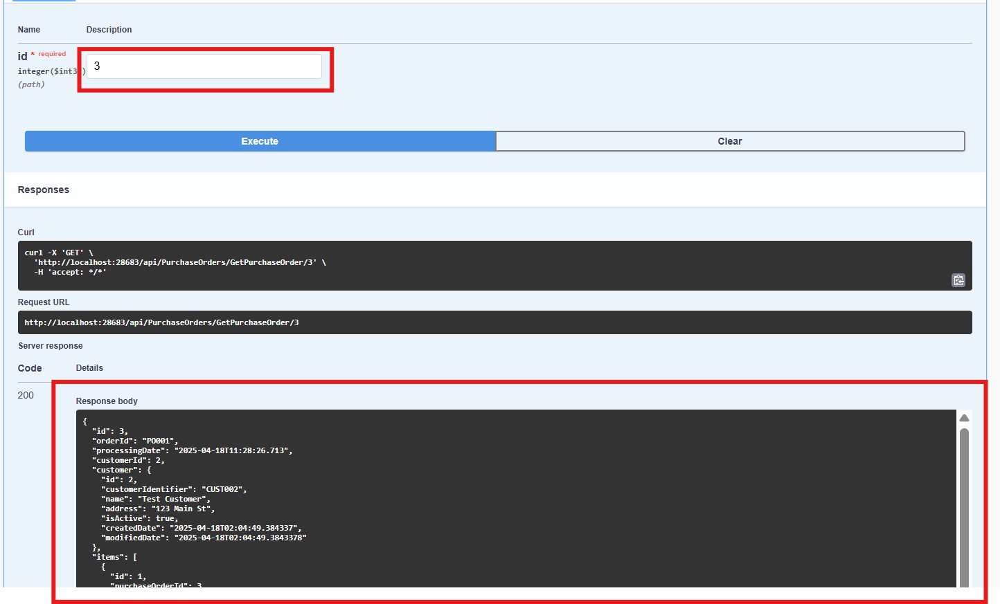 Name Description
id * required
integer($int3 )
(path)
3
Execute Clear
Responses
Curl
curl -X 'GET' \
  'http://localhost:28683/api/PurchaseOrders/GetPurchaseOrder/3' \
  -H 'accept: */*'
Request URL
http://localhost:28683/api/PurchaseOrders/GetPurchaseOrder/3
Server response
Code Details
200
Response body
{
  "id": 3,
  "orderId": "PO001",
  "processingDate": "2025-04-18T11:28:26.713",
  "customerId": 2,
  "customer": {
    "id": 2,
    "customerIdentifier": "CUST002",
    "name": "Test Customer",
    "address": "123 Main St",
    "isActive": true,
    "createdDate": "2025-04-18T02:04:49.384337",
    "modifiedDate": "2025-04-18T02:04:49.3843378"
  },
  "items": [
    {
      "id": 1,
      "purchaseOrderId": 3